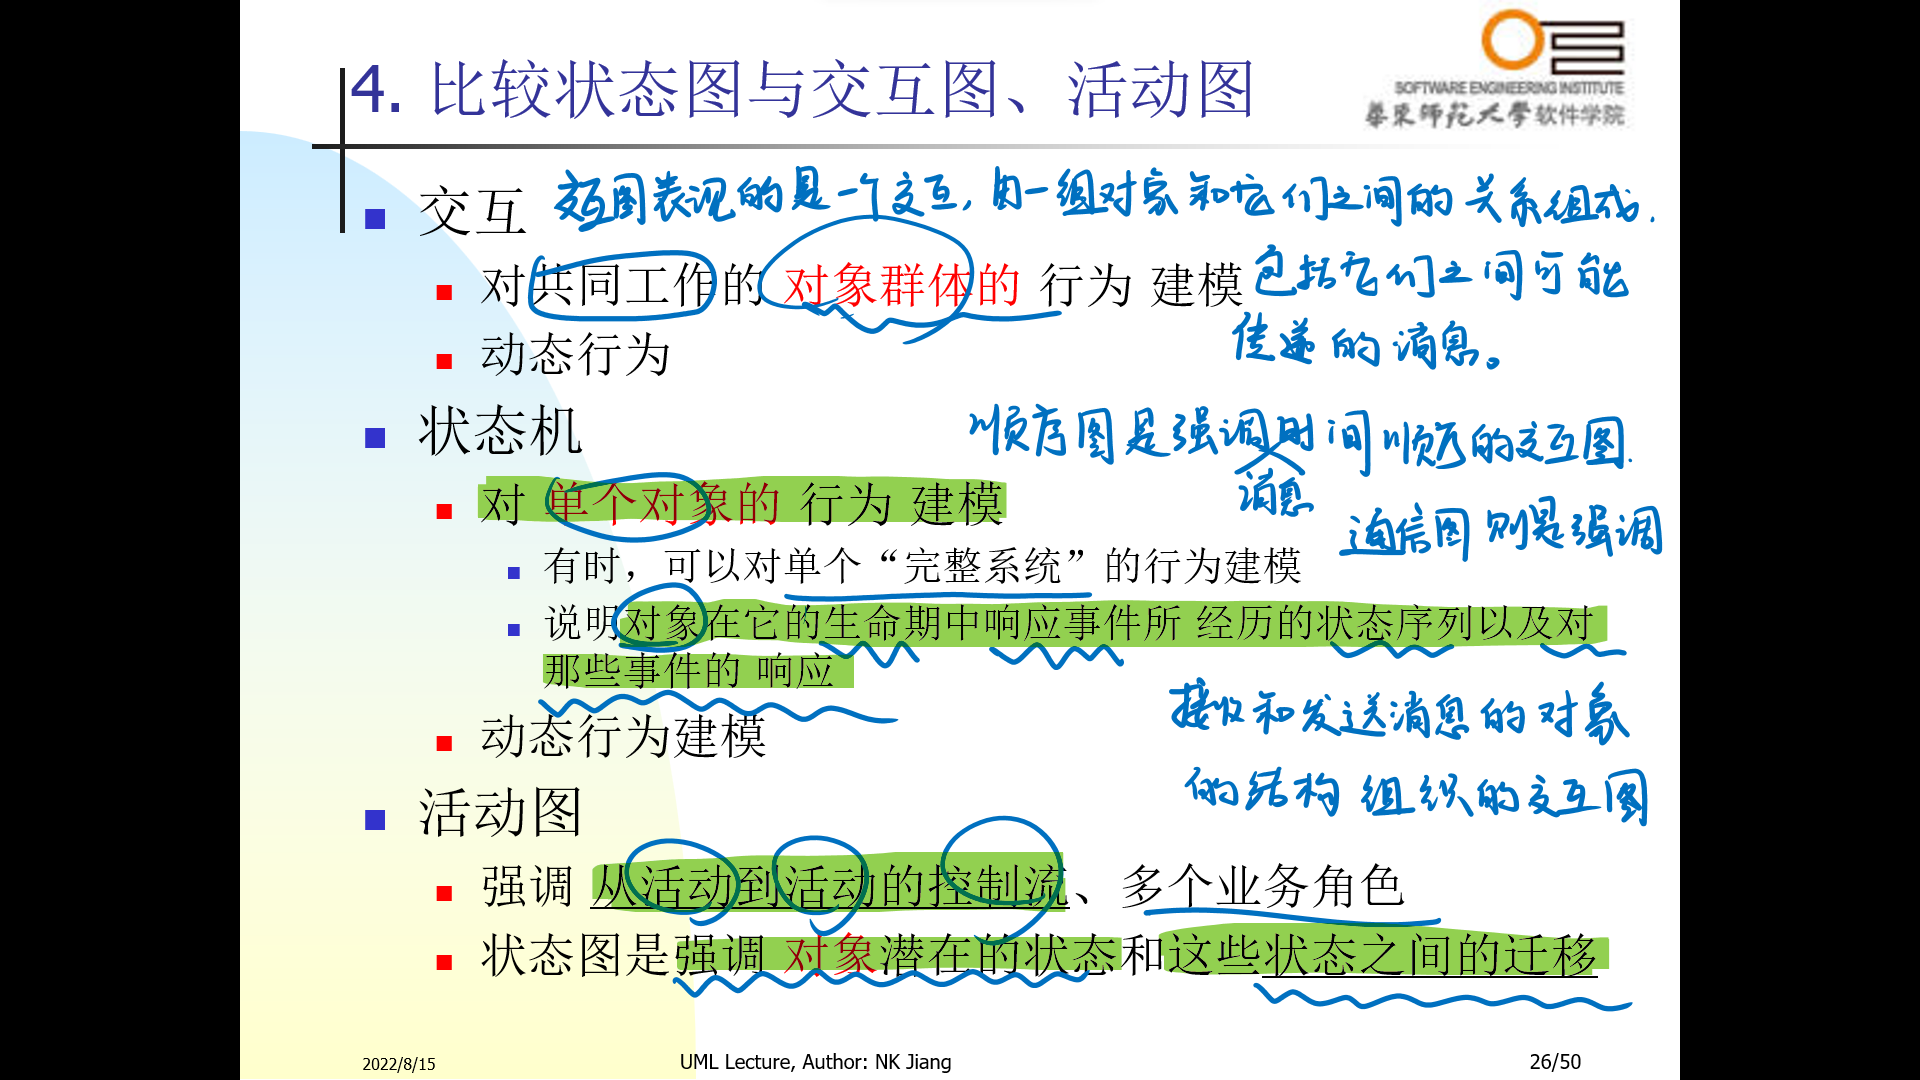 4. 比较状态图与交互图、活动图
SOFTWARE ENGINEERING INSTITUTE
華東師范大學软件学院
交互 交互图表现的是一个交互,由一组对象和它们之间的关系组成.
对共同工作的 对象群体的 行为 建模 包括它们之间可能
传递的消息。
动态行为
状态机
顺序图是强调时间顺序的交互图.
消息
对 单个对象的 行为 建模
通信图则是强调
有时，可以对单个“完整系统”的行为建模
说明对象在它的生命期中响应事件所 经历的状态序列以及对
那些事件的 响应
接收和发送消息的对象
动态行为建模
的结构组织的交互图
活动图
强调 从活动到活动的控制流、多个业务角色
状态图是强调 对象潜在的状态和这些状态之间的迁移
2022/8/15
UML Lecture, Author: NK Jiang
26/50